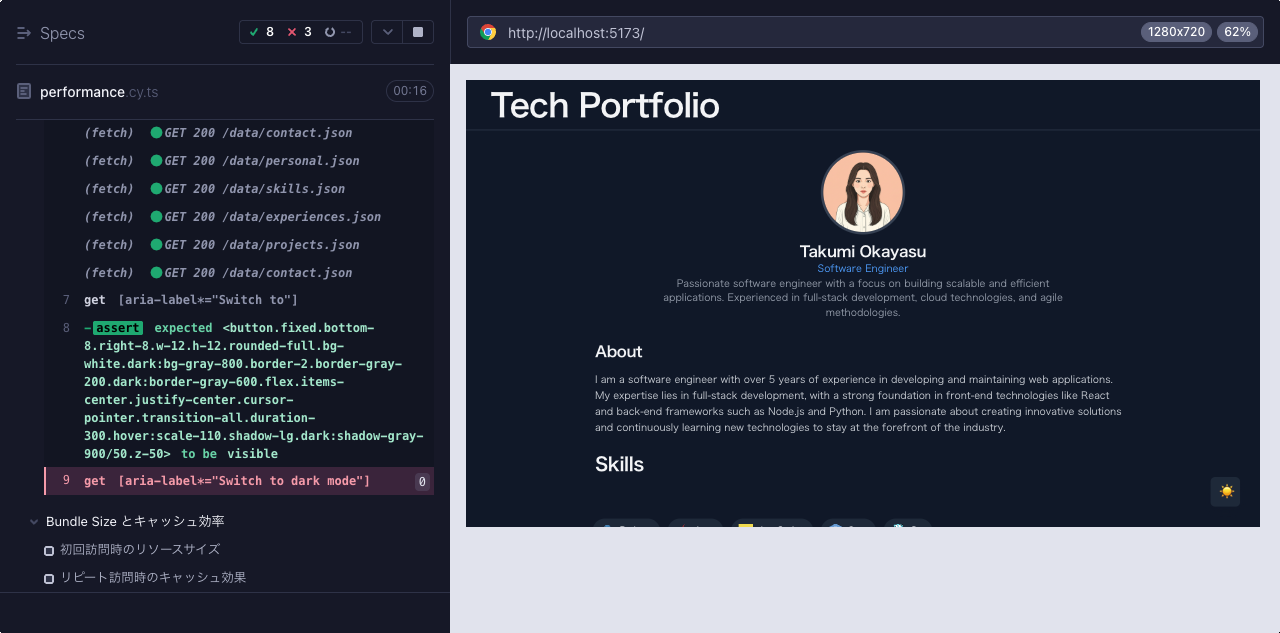 Specs
8
3
--
performance.cy.ts
00:16
(fetch) GET 200 /data/contact.json
(fetch) GET 200 /data/personal.json
(fetch) GET 200 /data/skills.json
(fetch) GET 200 /data/experiences.json
(fetch) GET 200 /data/projects.json
(fetch) GET 200 /data/contact.json
7 get [aria-label*="Switch to"]
8 -assert expected <button.fixed.bottom-
8.right-8.w-12.h-12.rounded-full.bg-
white.dark:bg-gray-800.border-2.border-gray-
200.dark:border-gray-600.flex.items-
center.justify-center.cursor-
pointer.transition-all.duration-
300.hover:scale-110.shadow-lg.dark:shadow-gray-
900/50.z-50> to be visible
9 get [aria-label*="Switch to dark mode"] 0
Bundle Size とキャッシュ効率
初回訪問時のリソースサイズ
リピート訪問時のキャッシュ効果
http://localhost:5173/
1280x720
62%
Tech Portfolio
Takumi Okayasu
Software Engineer
Passionate software engineer with a focus on building scalable and efficient
applications. Experienced in full-stack development, cloud technologies, and agile
methodologies.
About
I am a software engineer with over 5 years of experience in developing and maintaining web applications.
My expertise lies in full-stack development, with a strong foundation in front-end technologies like React
and back-end frameworks such as Node.js and Python. I am passionate about creating innovative solutions
and continuously learning new technologies to stay at the forefront of the industry.
Skills